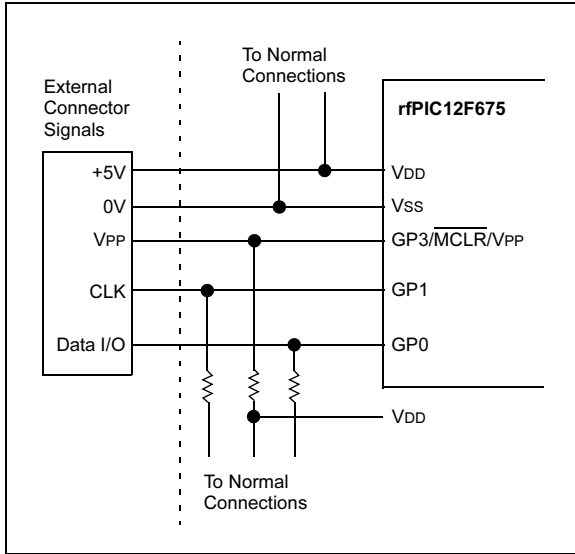 To Normal
Connections
External
Connector
Signals
rfPIC12F675
+5V
VDD
0V
VSS
VPP
GP3/MCLR/VPP
CLK
GP1
Data I/O
GP0
VDD
To Normal
Connections